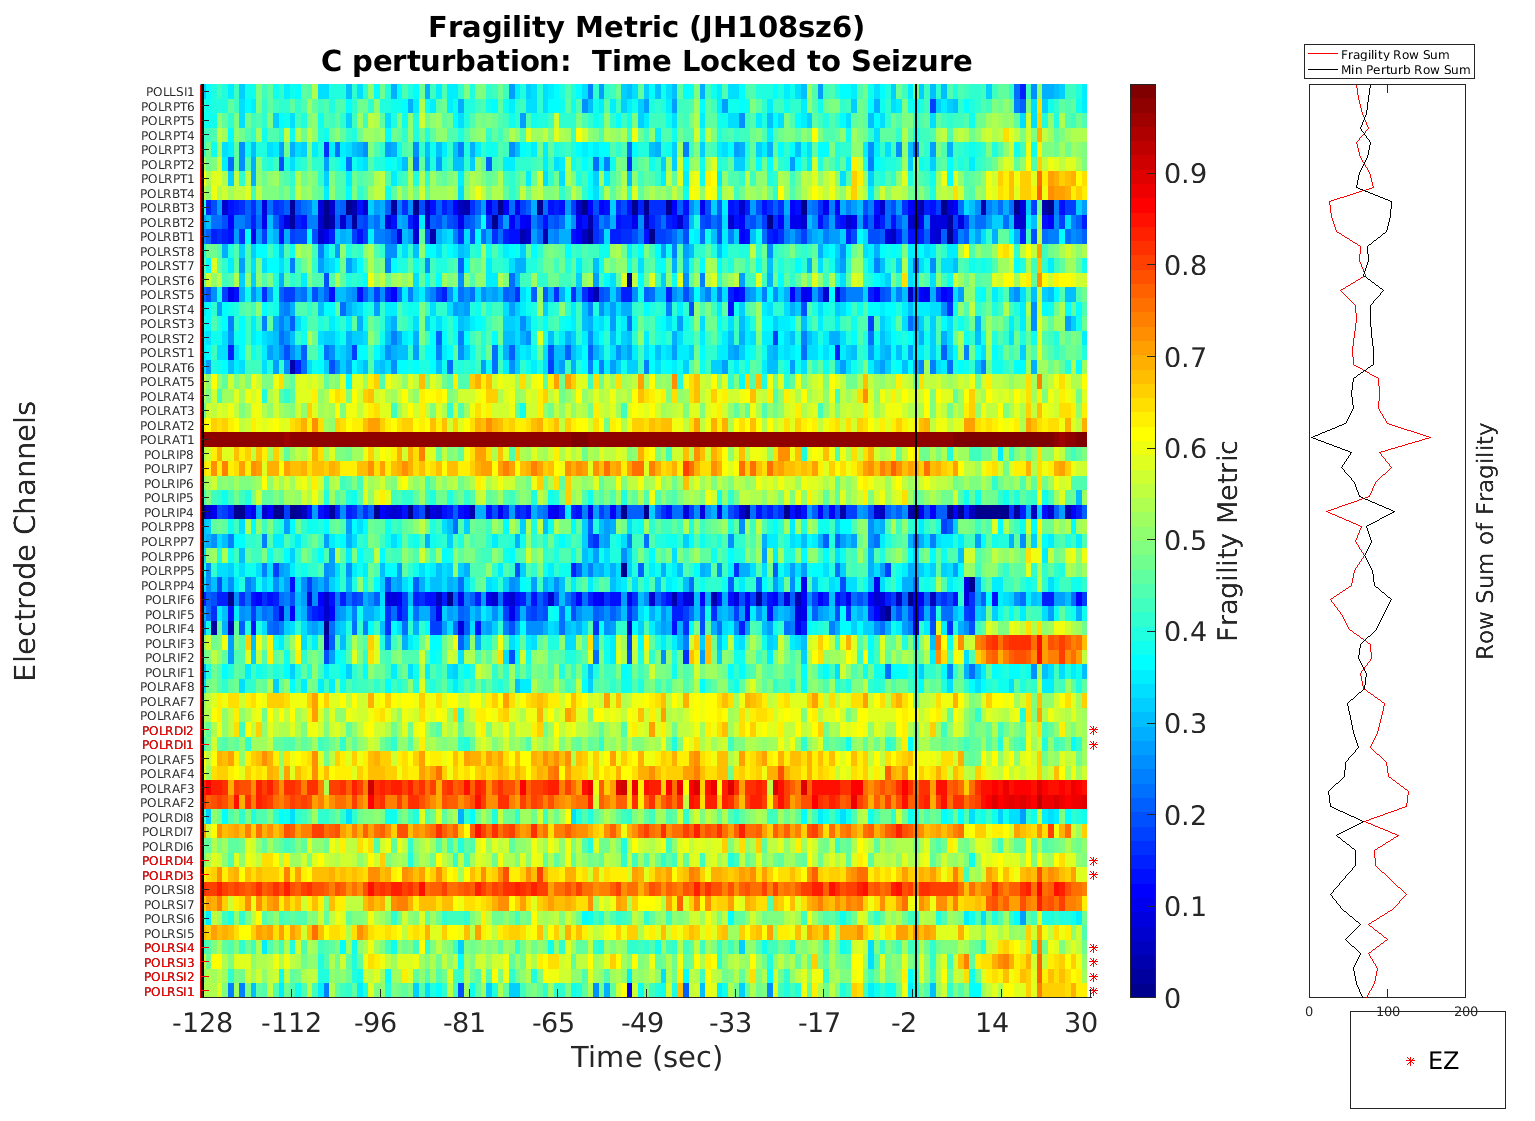 Fragility Metric (JH108sz6)
C perturbation:  Time Locked to Seizure
Electrode Channels
POLLSI1
POLRPT6
POLRPT5
POLRPT4
POLRPT3
POLRPT2
POLRPT1
POLRBT4
POLRBT3
POLRBT2
POLRBT1
POLRST8
POLRST7
POLRST6
POLRST5
POLRST4
POLRST3
POLRST2
POLRST1
POLRAT6
POLRAT5
POLRAT4
POLRAT3
POLRAT2
POLRAT1
POLRIP8
POLRIP7
POLRIP6
POLRIP5
POLRIP4
POLRPP8
POLRPP7
POLRPP6
POLRPP5
POLRPP4
POLRIF6
POLRIF5
POLRIF4
POLRIF3
POLRIF2
POLRIF1
POLRAF8
POLRAF7
POLRAF6
POLRDI2
POLRDI1
POLRAF5
POLRAF4
POLRAF3
POLRAF2
POLRDI8
POLRDI7
POLRDI6
POLRDI4
POLRDI3
POLRSI8
POLRSI7
POLRSI6
POLRSI5
POLRSI4
POLRSI3
POLRSI2
POLRSI1
-128 -112 -96 -81 -65 -49 -33 -17 -2 14 30
Time (sec)
0.9
0.8
0.7
0.6
0.5
0.4
0.3
0.2
0.1
0
Fragility Metric
Fragility Row Sum
Min Perturb Row Sum
0 100 200
Row Sum of Fragility
EZ